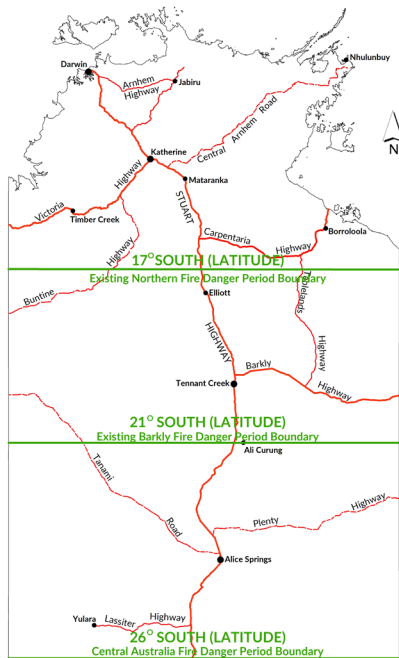 Darwin
Nhulunbuy
Arnhem
Highway
Jabiru
Central Arnhem Road
N
Katherine
Highway
Mataranka
STUART
Victoria
Timber Creek
Carpentaria
Highway
Borroloola
Highway
17° SOUTH (LATITUDE)
Existing Northern Fire Danger Period Boundary
Tablelands
Buntine
Elliott
HIGHWAY
Highway
Barkly
Tennant Creek
Highway
21° SOUTH (LATITUDE)
Existing Barkly Fire Danger Period Boundary
Ali Curung
Tanami
Highway
Plenty
Road
Alice Springs
Yulara
Lassiter
Highway
26° SOUTH (LATITUDE)
Central Australia Fire Danger Period Boundary